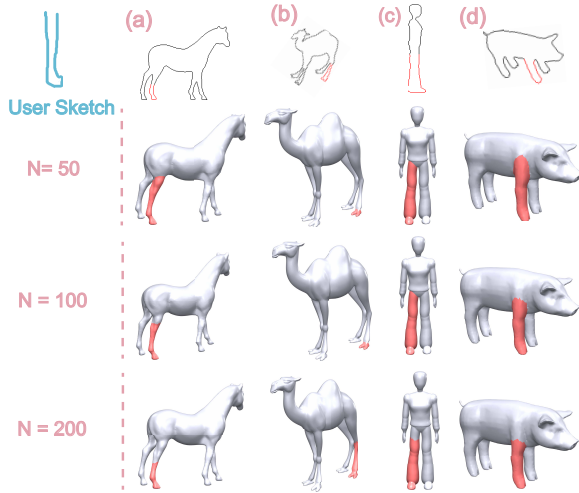 (a)
(b)
(c)
(d)
User Sketch
N= 50
N = 100
N = 200